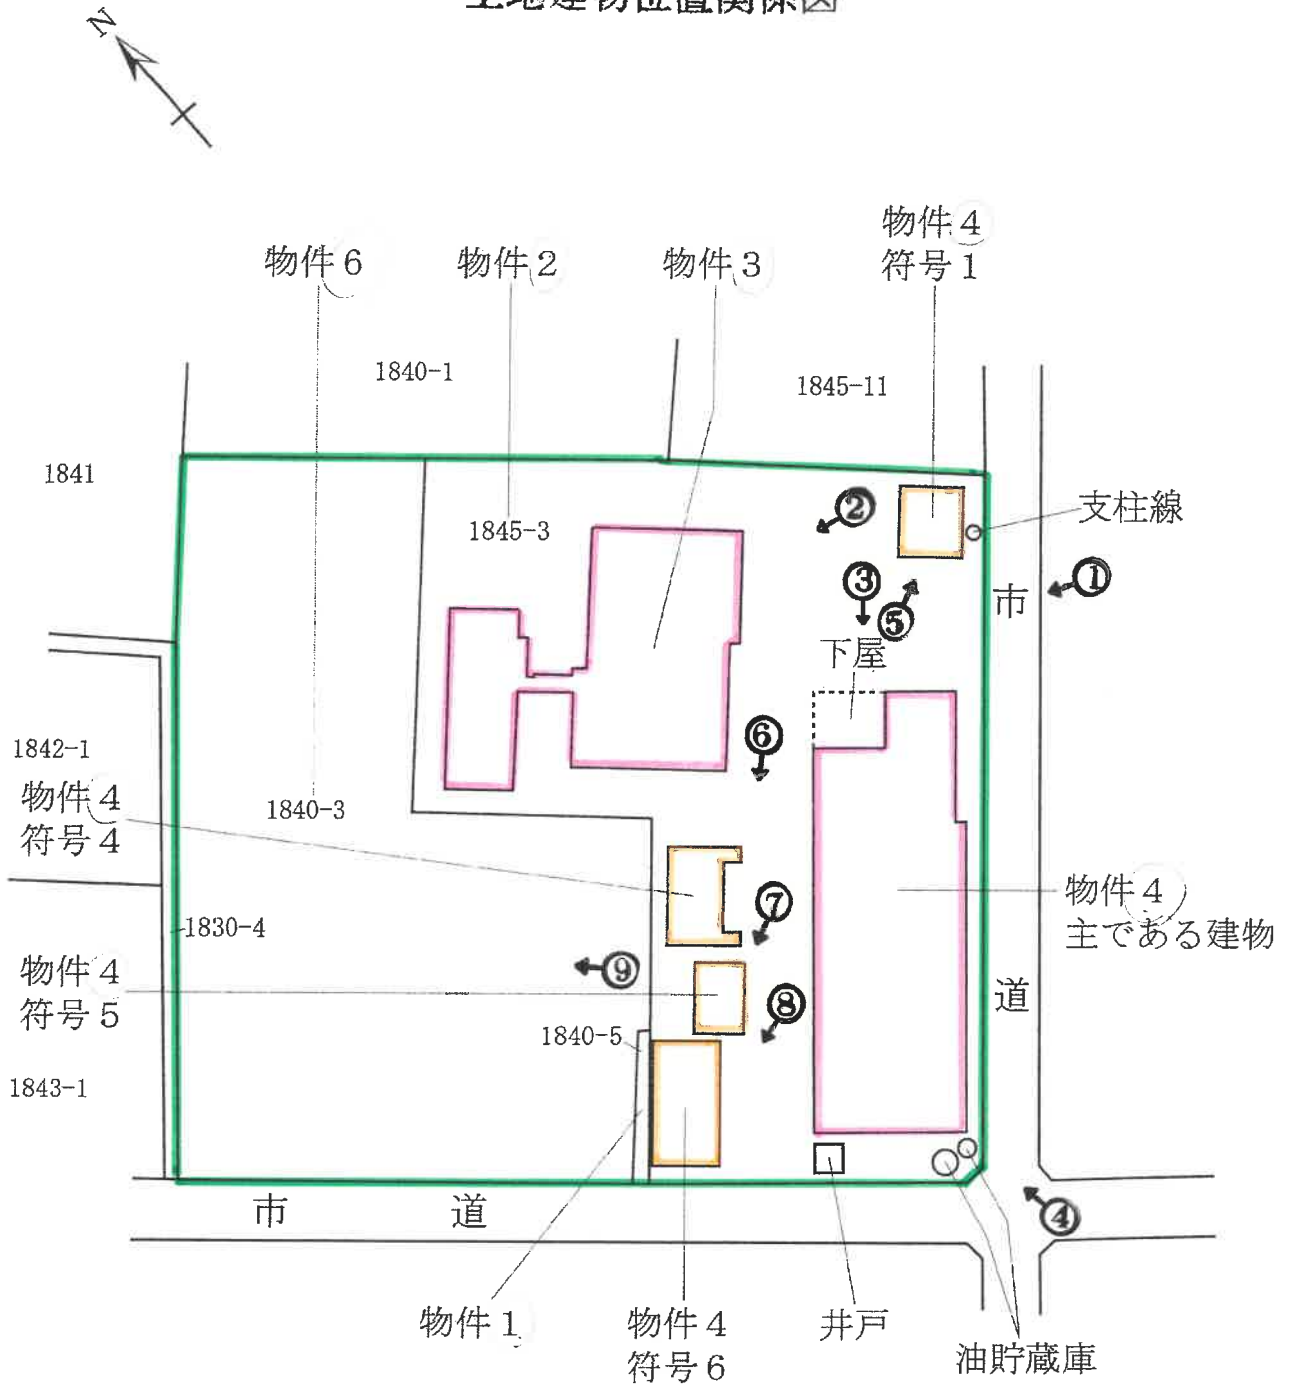 土地建物位置関係図
N
物件4
符号1
物件6
物件2
物件3
1840-1
1845-11
1841
1845-3
②
支柱線
①
③
市
⑤
下屋
⑥
1842-1
物件4
符号4
1840-3
⑦
物件4
主である建物
1830-4
物件4
符号5
⑨
⑧
道
1840-5
1843-1
市
道
④
物件1
物件4
符号6
井戸
油貯蔵庫